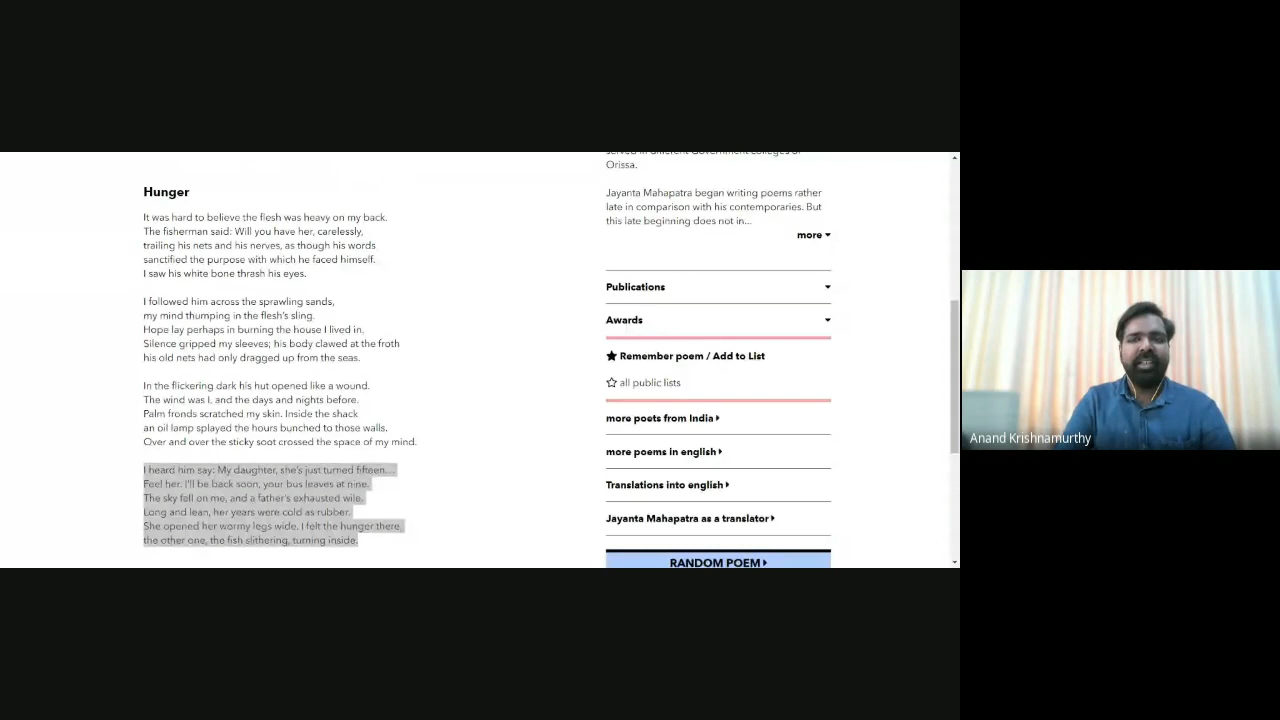 Hunger
It was hard to believe the flesh was heavy on my back.
The fisherman said: Will you have her, carelessly,
trailing his nets and his nerves, as though his words
sanctified the purpose with which he faced himself.
I saw his white bone thrash his eyes.
I followed him across the sprawling sands,
my mind thumping in the flesh's sling.
Hope lay perhaps in burning the house I lived in.
Silence gripped my sleeves; his body clawed at the froth
his old nets had only dragged up from the seas.
In the flickering dark his hut opened like a wound.
The wind was I, and the days and nights before.
Palm fronds scratched my skin. Inside the shack
an oil lamp splayed the hours bunched to those walls.
Over and over the sticky soot crossed the space of my mind.
I heard him say: My daughter, she's just turned fifteen...
Feel her. I'll be back soon, your bus leaves at nine.
The sky fell on me, and a father's exhausted wile.
Long and lean, her years were cold as rubber.
She opened her wormy legs wide. I felt the hunger there,
the other one, the fish slithering, turning inside.
served in different Government colleges of
Orissa.
Jayanta Mahapatra began writing poems rather
late in comparison with his contemporaries. But
this late beginning does not in...
more
Publications
Awards
Remember poem / Add to List
all public lists
more poets from India
more poems in english
Translations into english
Jayanta Mahapatra as a translator
RANDOM POEM
Anand Krishnamurthy